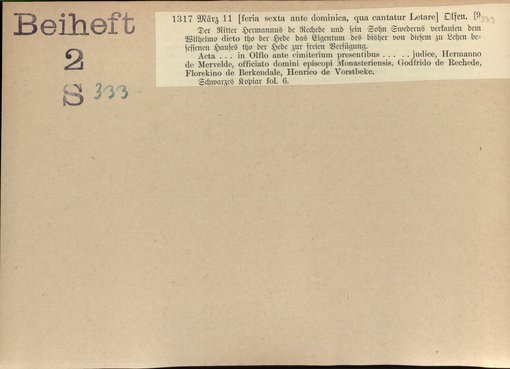 Beiheft
2
S 333
1317 März 11 [feria sexta ante dominica, qua cantatur Letare] Olfen. [9
333
Der Ritter Hermannus de Rechede und sein Sohn Swederus verkaufen dem
Wilhelmo dicto tho der Hede das Eigentum des bisher von diesem zu Lehen be-
sessenen Hauses tho der Hede zur freien Verfügung.
Acta . . . in Olflo ante cimiterium presentibus . . . . . judice, Hermanno
de Mervelde, officiato domini episcopi Monasteriensis, Godfrido de Rechede,
Florekino de Berkendale, Henrico de Vorstbeke.
Schwarzes Kopiar fol. 6.